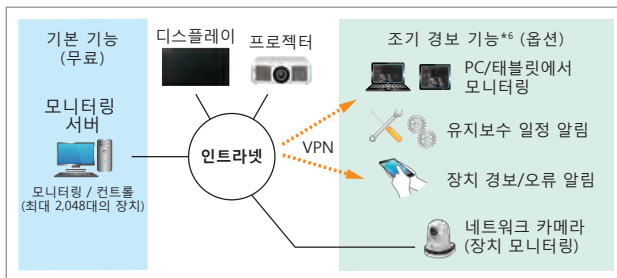 기본 기능
(무료)
모니터링
서버
모니터링 / 컨트롤
(최대 2,048대의 장치)
디스플레이
프로젝터
인트라넷
VPN
조기 경보 기능*6 (옵션)
PC/태블릿에서
모니터링
유지보수 일정 알림
장치 경보/오류 알림
네트워크 카메라
(장치 모니터링)